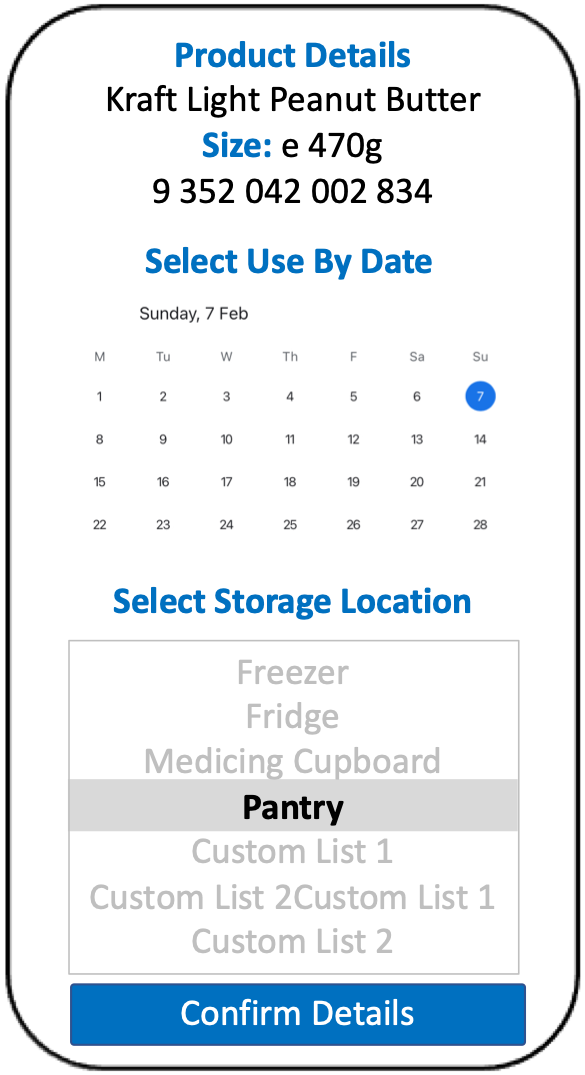 Product Details
Kraft Light Peanut Butter
Size: e 470g
9 352 042 002 834
Select Use By Date
Sunday, 7 Feb
M Tu W Th F Sa Su
1 2 3 4 5 6 7
8 9 10 11 12 13 14
15 16 17 18 19 20 21
22 23 24 25 26 27 28
Select Storage Location
Freezer
Fridge
Medicing Cupboard
Pantry
Custom List 1
Custom List 2Custom List 1
Custom List 2
Confirm Details